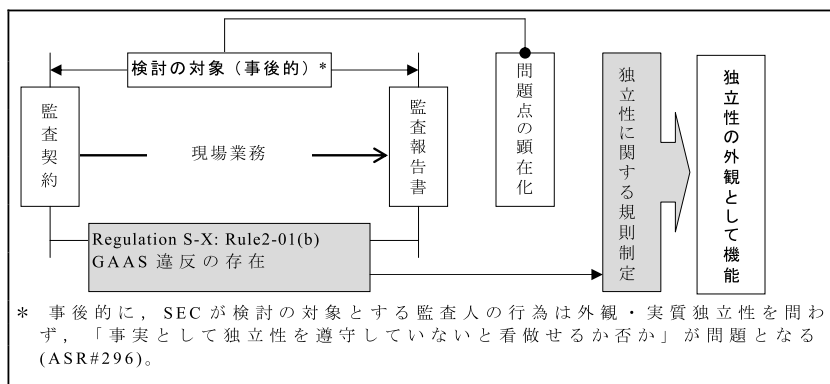 検討の対象（事後的）*
監査契約
現場業務
監査報告書
問題点の顕在化
独立性に関する規則制定
独立性の外観として機能
Regulation S-X: Rule2-01(b)
GAAS 違反の存在
* 事後的に，SEC が検討の対象とする監査人の行為は外観・実質独立性を問わ
ず，「事実として独立性を遵守していないと看做せるか否か」が問題となる
(ASR#296)。